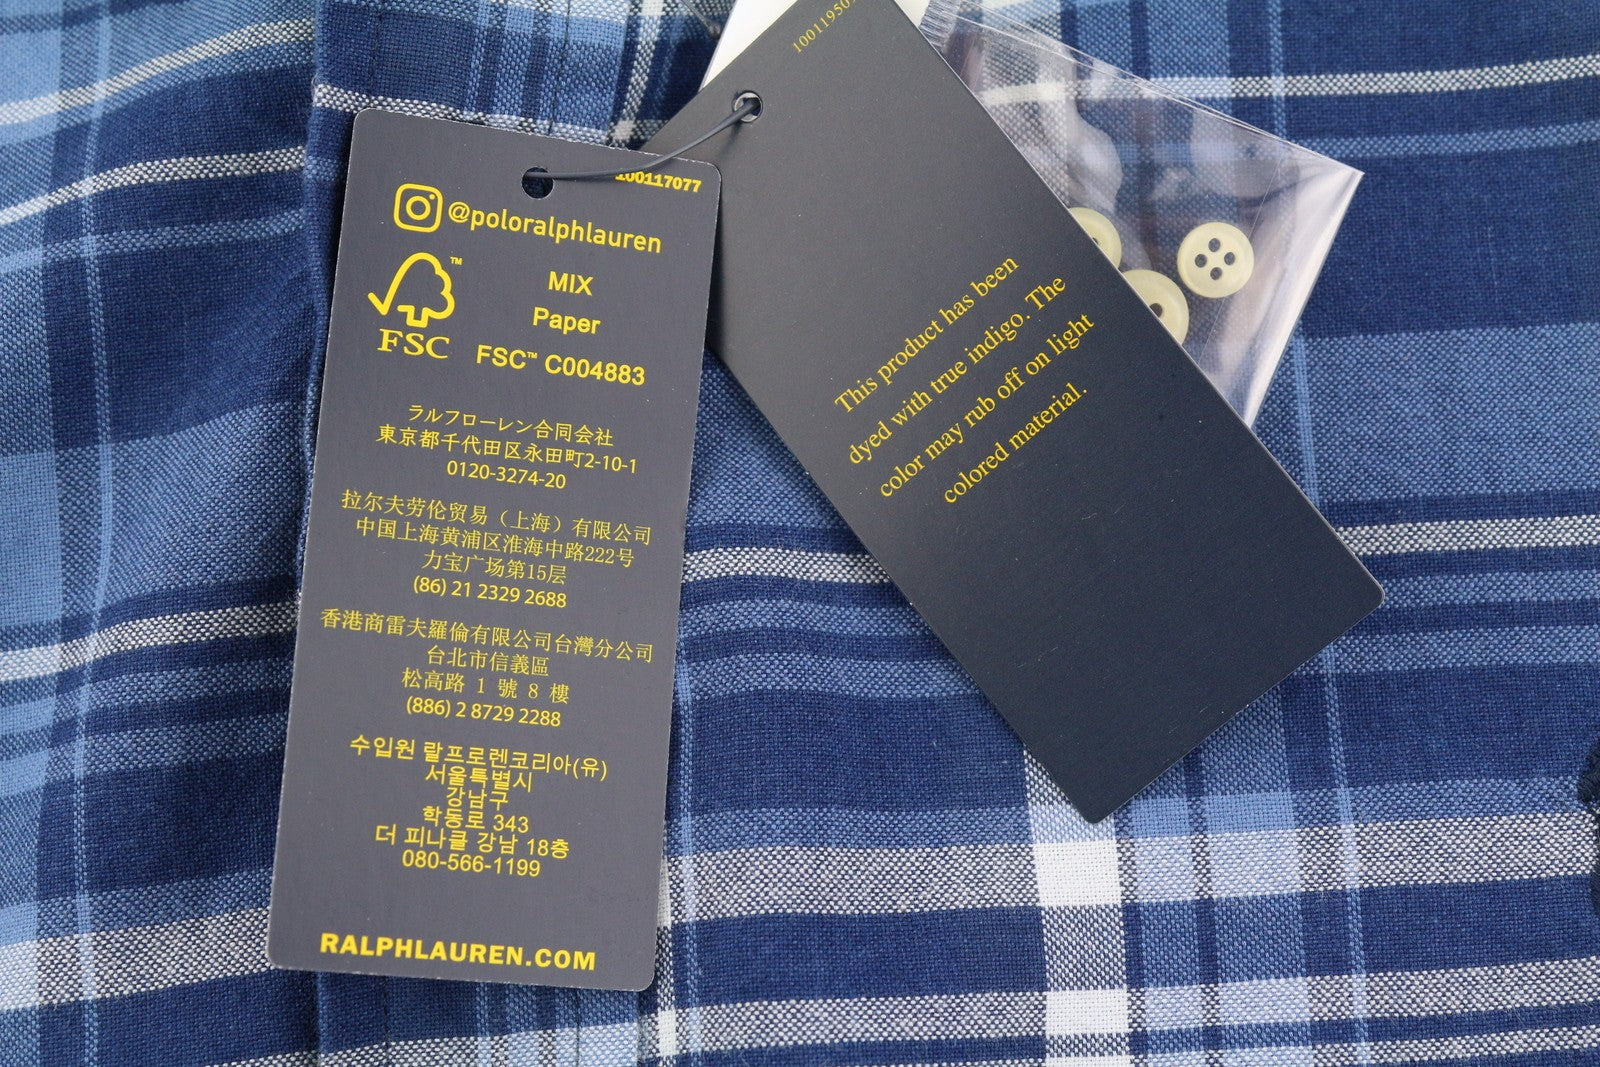 100117077
@poloralphlauren
MIX
Paper
FSC™ C004883
™
FSC
ラルフローレン合同会社
東京都千代田区永田町2-10-1
0120-3274-20
拉尔夫劳伦贸易（上海）有限公司
中国上海黄浦区淮海中路222号
力宝广场第15层
(86) 21 2329 2688
香港商雷夫羅倫有限公司台灣分公司
台北市信義區
松高路 1 號 8 樓
(886) 2 8729 2288
수입원 랄프로렌코리아(유)
서울특별시
강남구
학동로 343
더 피나클 강남 18층
080-566-1199
RALPHLAUREN.COM
This product has been
dyed with true indigo. The
color may rub off on light
colored material.